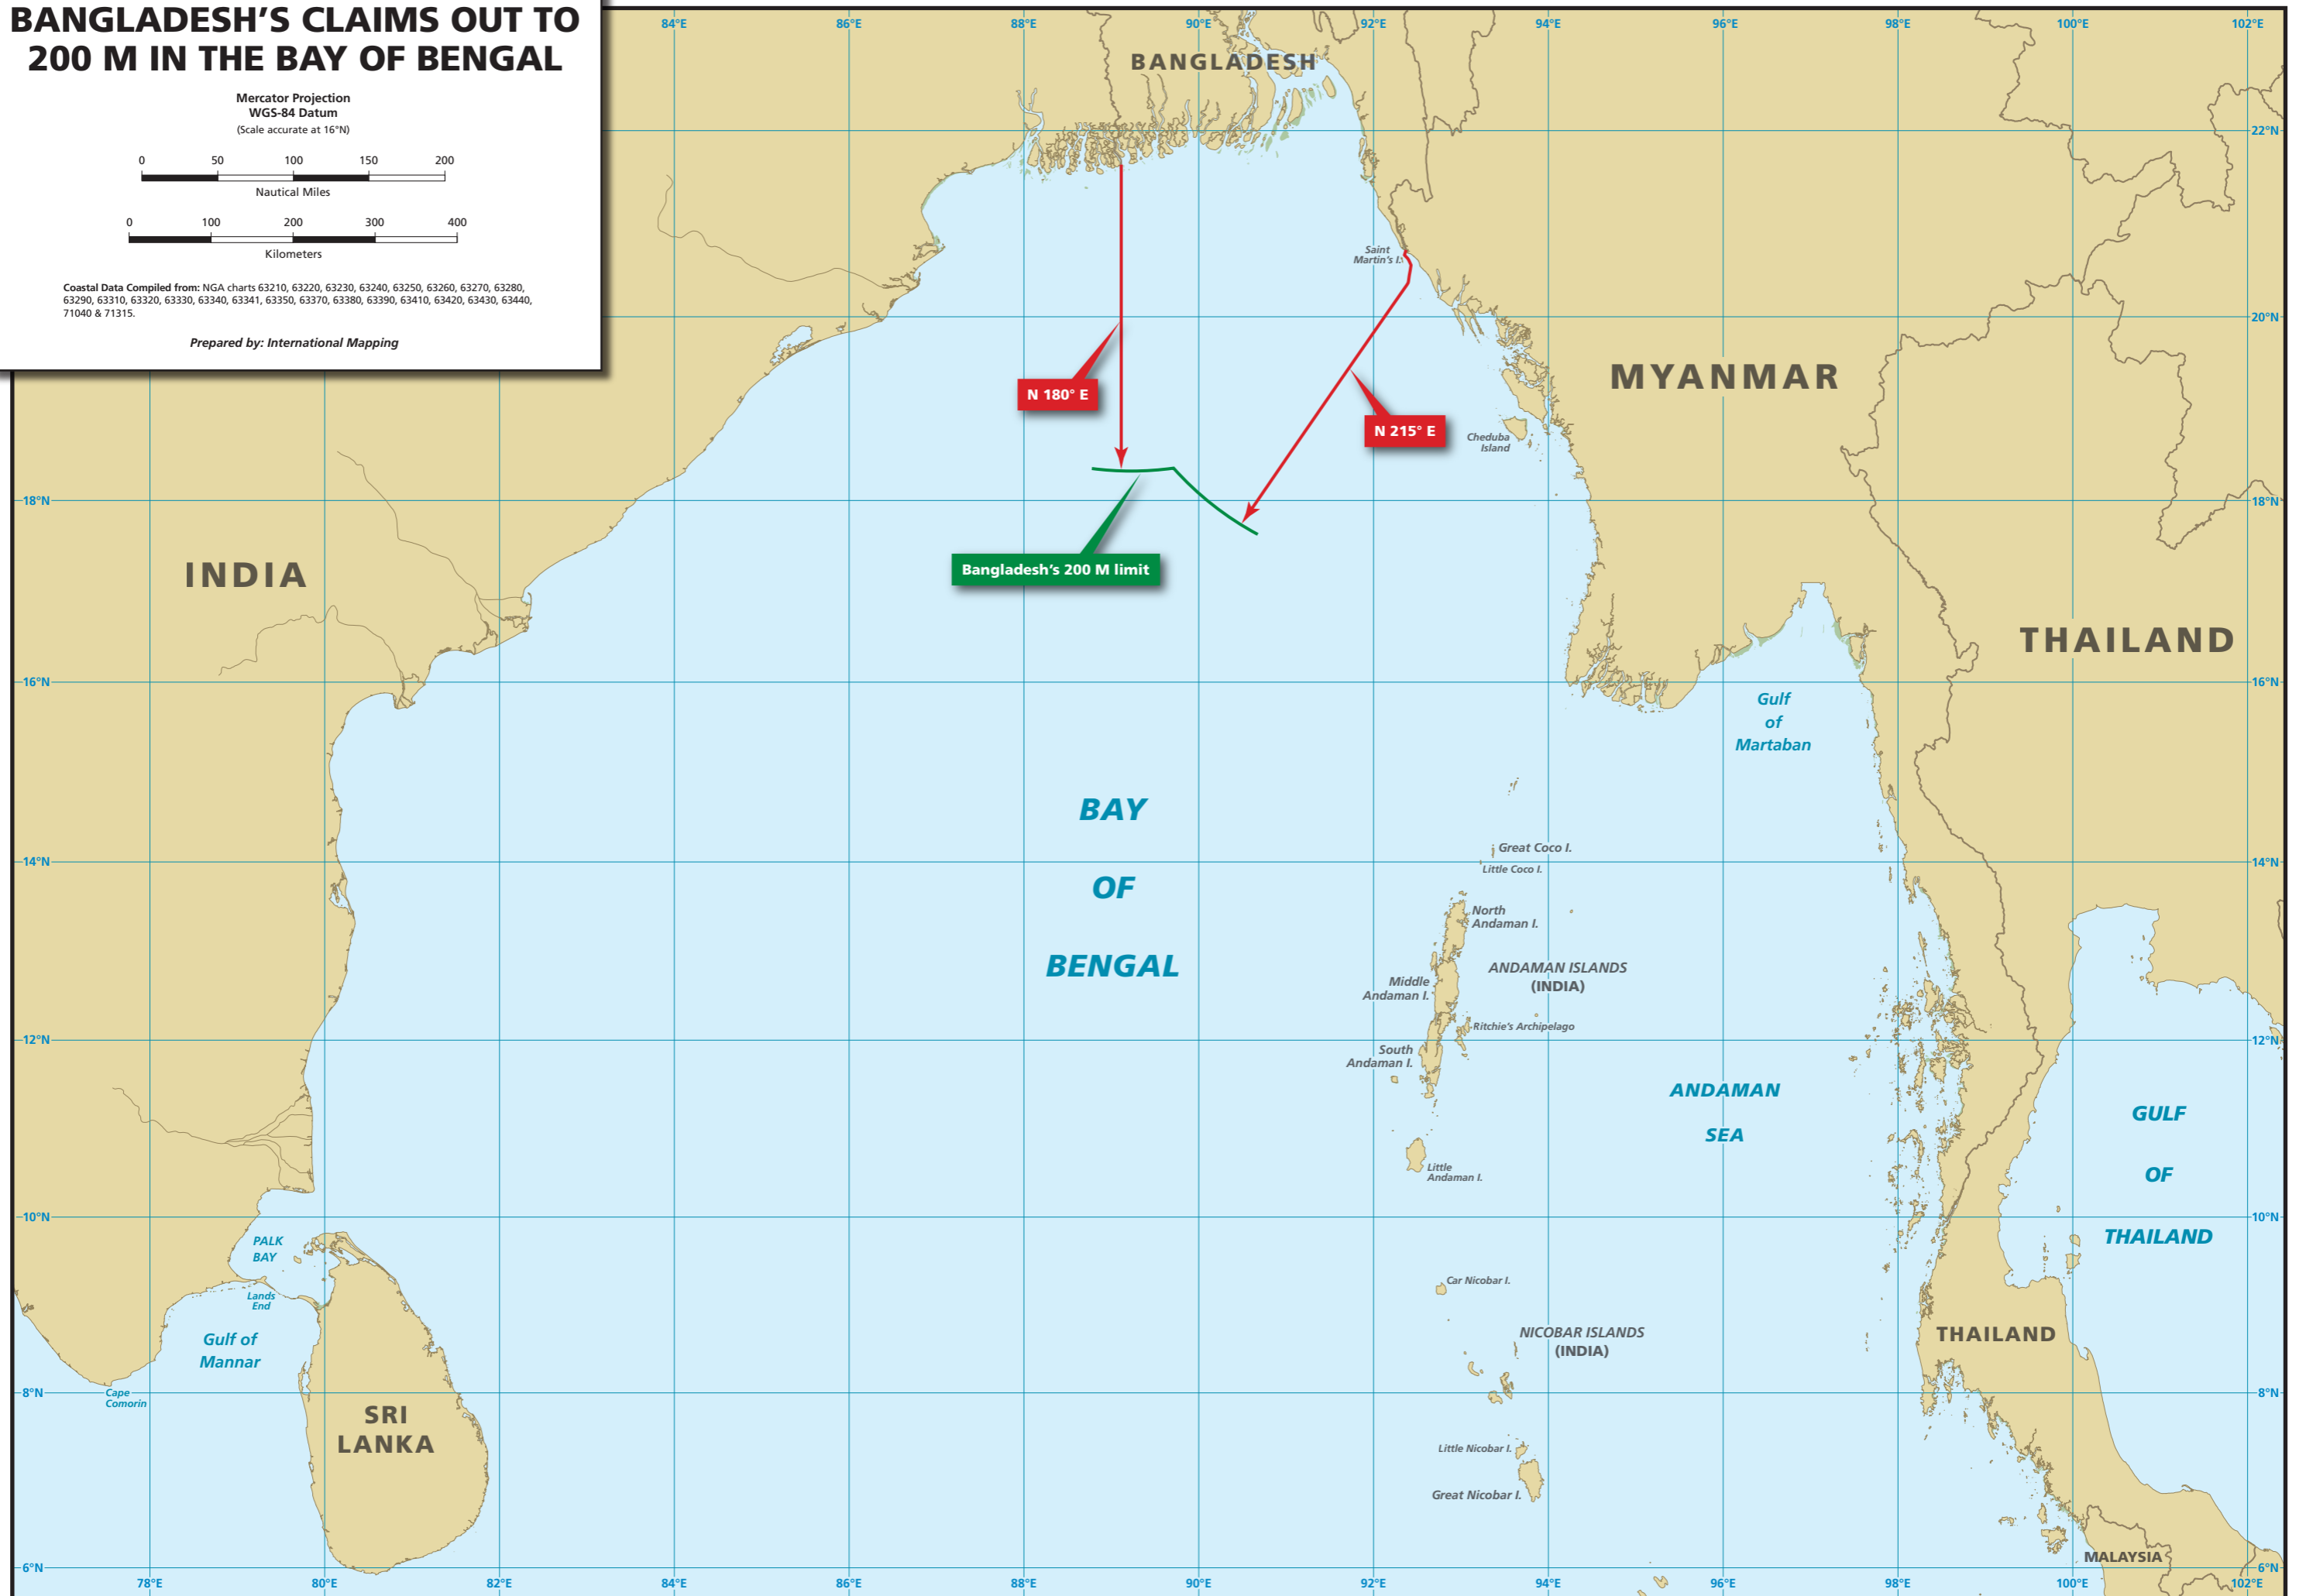 BANGLADESH'S CLAIMS OUT TO
200 M IN THE BAY OF BENGAL
Mercator Projection
WGS-84 Datum
(Scale accurate at 16°N)
0 50 100 150 200
Nautical Miles
0 100 200 300 400
Kilometers
Coastal Data Compiled from: NGA charts 63210, 63220, 63230, 63240, 63250, 63260, 63270, 63280,
63290, 63310, 63320, 63330, 63340, 63341, 63350, 63370, 63380, 63390, 63410, 63420, 63430, 63440,
71040 & 71315.
Prepared by: International Mapping
84°E 86°E 88°E 90°E 92°E 94°E 96°E 98°E 100°E 102°E
BANGLADESH
22°N
Saint
Martin's I.
20°N
MYANMAR
N 180° E
N 215° E
Cheduba
Island
18°N 18°N
Bangladesh's 200 M limit
INDIA
THAILAND
16°N 16°N
Gulf
of
Martaban
BAY
OF
BENGAL
14°N 14°N
Great Coco I.
Little Coco I.
North
Andaman I.
ANDAMAN ISLANDS
(INDIA)
Middle
Andaman I.
Ritchie's Archipelago
12°N 12°N
South
Andaman I.
ANDAMAN
SEA
GULF
OF
THAILAND
Little
Andaman I.
10°N 10°N
PALK
BAY
Lands
End
Car Nicobar I.
Gulf of
Mannar
NICOBAR ISLANDS
(INDIA)
THAILAND
8°N 8°N
Cape
Comorin
SRI
LANKA
Little Nicobar I.
Great Nicobar I.
MALAYSIA
6°N 6°N
78°E 80°E 82°E 84°E 86°E 88°E 90°E 92°E 94°E 96°E 98°E 100°E 102°E